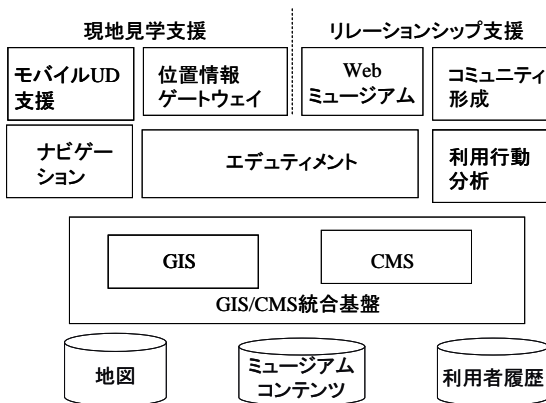 現地見学支援
リレーションシップ支援
モバイルUD
支援
位置情報
ゲートウェイ
Web
ミュージアム
コミュニティ
形成
ナビゲー
ション
エデュティメント
利用行動
分析
GIS
CMS
GIS/CMS統合基盤
地図
ミュージアム
コンテンツ
利用者履歴